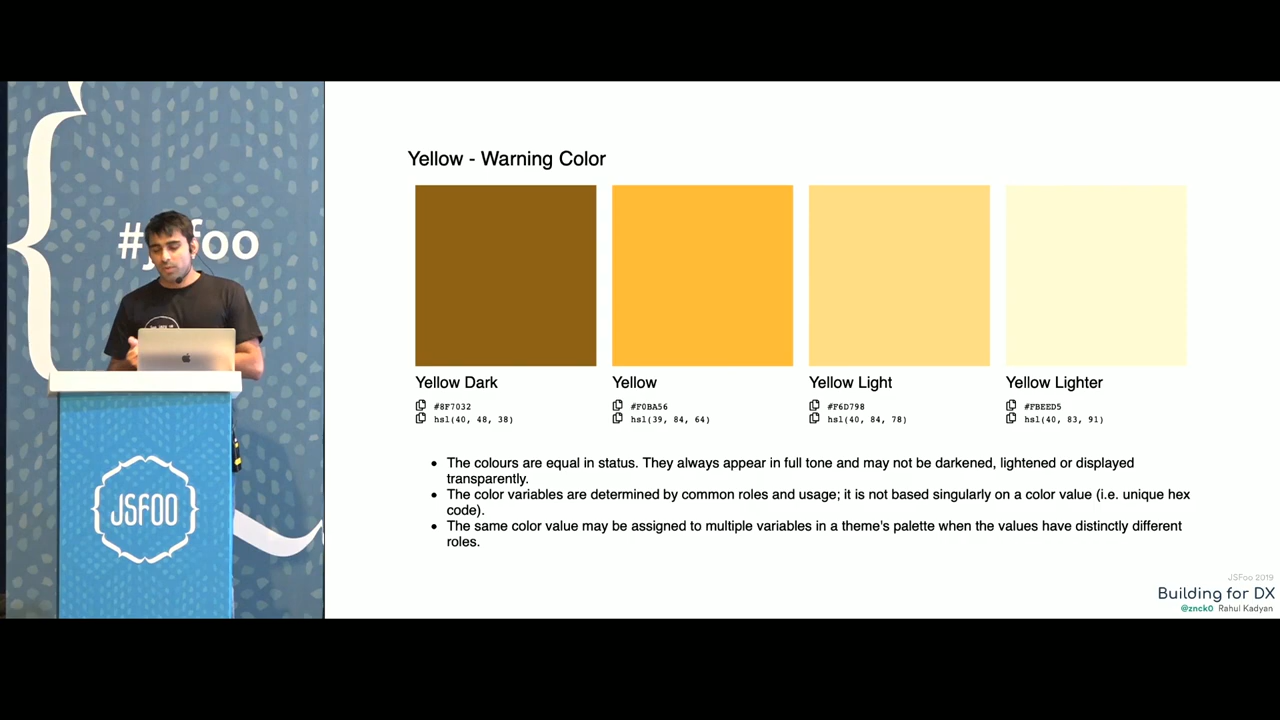 #jsfoo
JSFOO
Yellow - Warning Color
Yellow Dark
#8F7032
hsl(40, 48, 38)
Yellow
#F0BA56
hsl(39, 84, 64)
Yellow Light
#F6D798
hsl(40, 84, 78)
Yellow Lighter
#FBEED5
hsl(40, 83, 91)
• The colours are equal in status. They always appear in full tone and may not be darkened, lightened or displayed
transparently.
• The color variables are determined by common roles and usage; it is not based singularly on a color value (i.e. unique hex
code).
• The same color value may be assigned to multiple variables in a theme's palette when the values have distinctly different
roles.
JSFoo 2019
Building for DX
@znck0 Rahul Kadyan